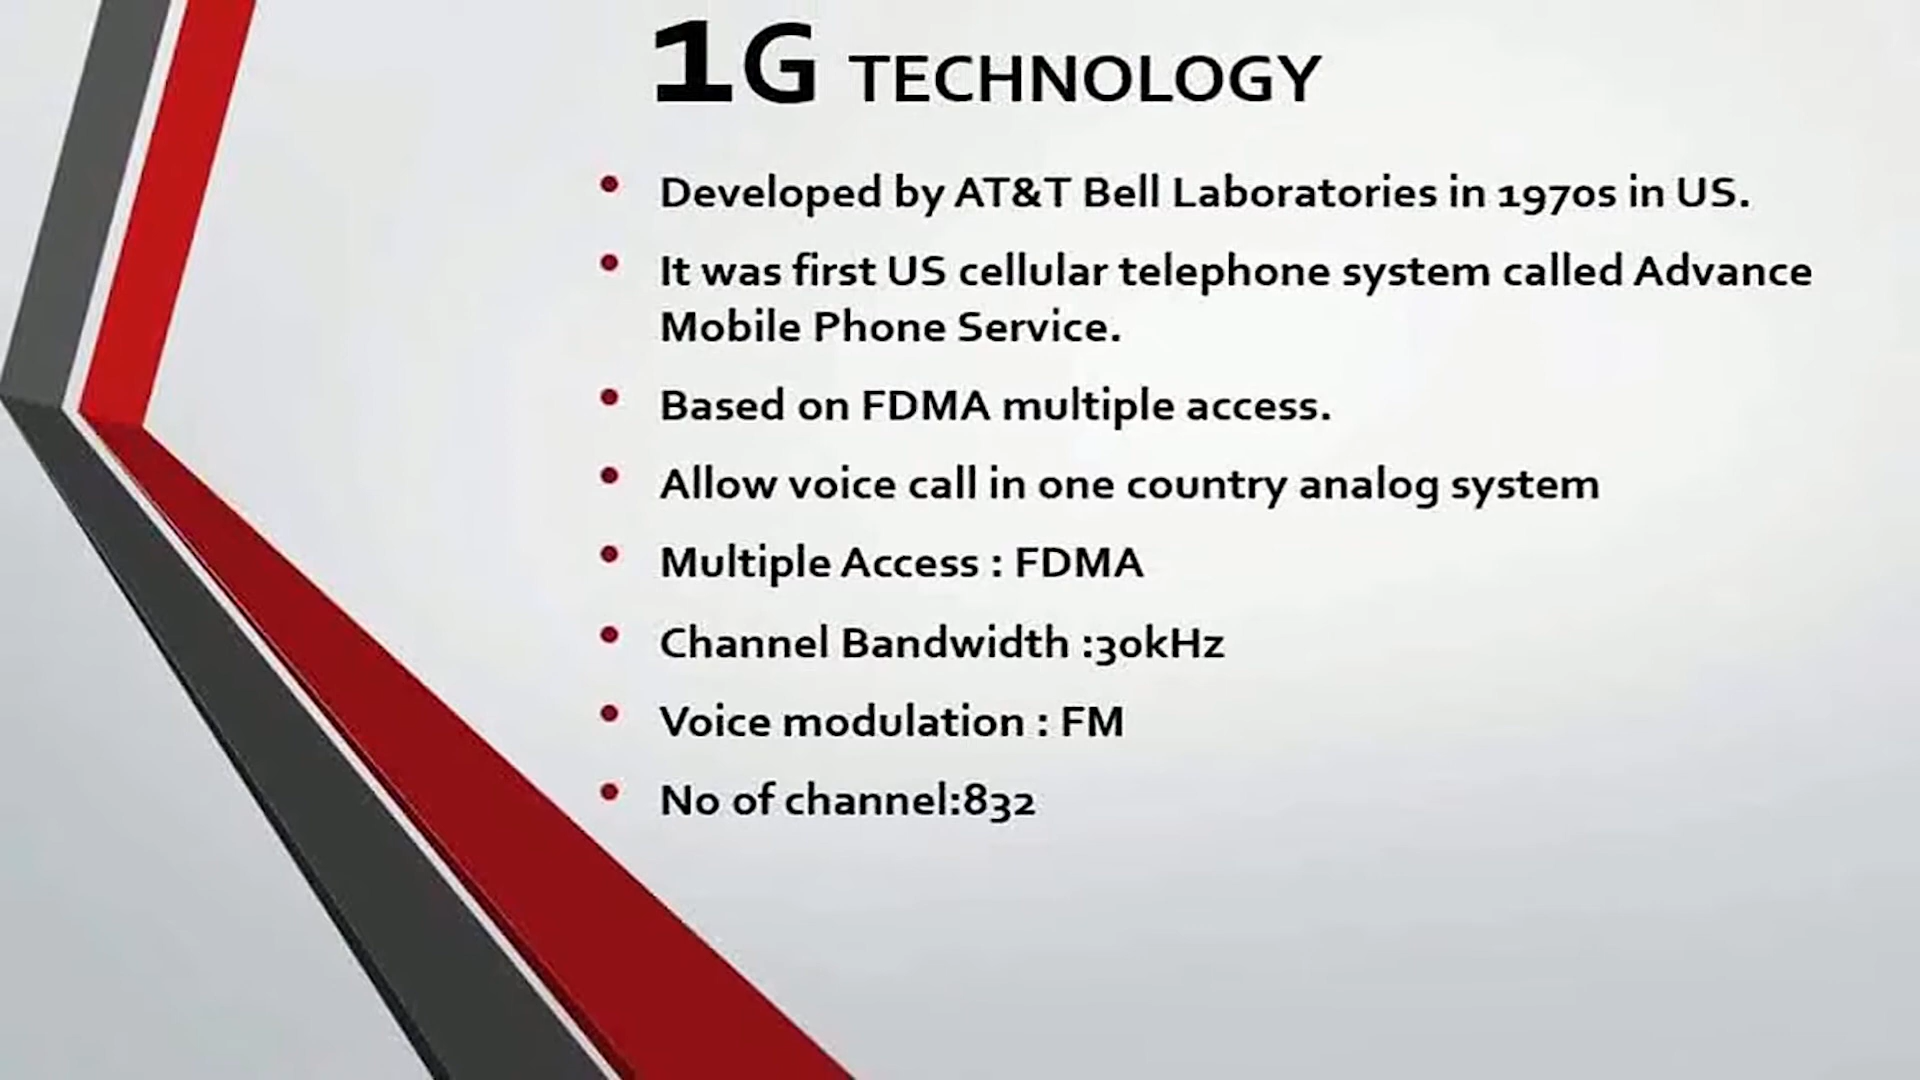 1G TECHNOLOGY
• Developed by AT&T Bell Laboratories in 1970s in US.
• It was first US cellular telephone system called Advance
Mobile Phone Service.
• Based on FDMA multiple access.
• Allow voice call in one country analog system
• Multiple Access : FDMA
• Channel Bandwidth :30kHz
• Voice modulation : FM
• No of channel:832